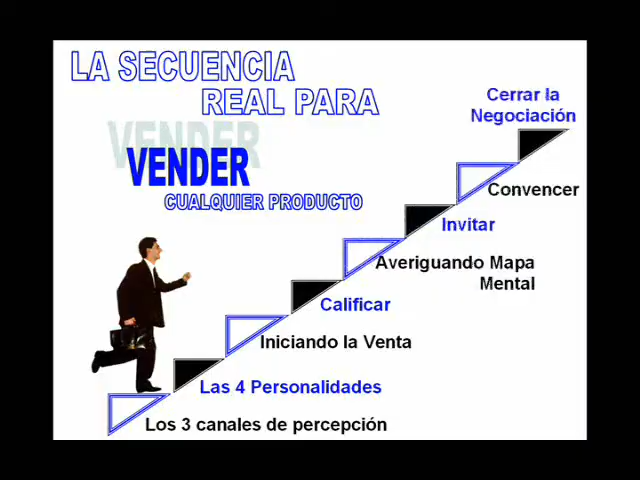 LA SECUENCIA
REAL PARA
VENDER
CUALQUIER PRODUCTO
Cerrar la
Negociación
Convencer
Invitar
Averiguando Mapa
Mental
Calificar
Iniciando la Venta
Las 4 Personalidades
Los 3 canales de percepción